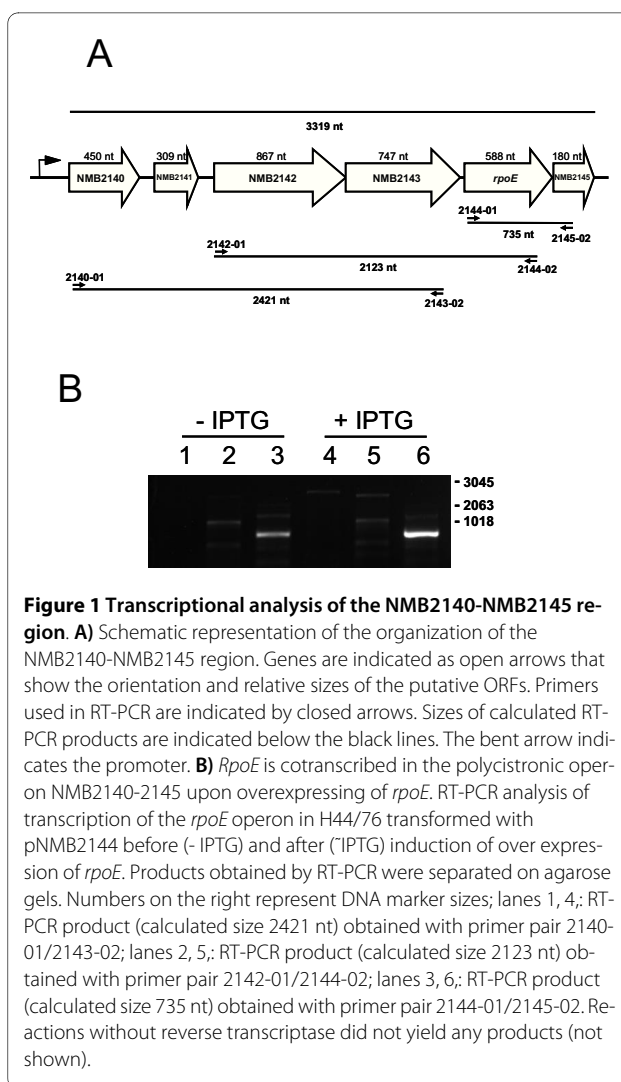 A
3319 nt
450 nt 309 nt 867 nt 747 nt 588 nt 180 nt
NMB2140 NMB2141 NMB2142 NMB2143 rpoE NMB2145
2144-01
735 nt 2145-02
2142-01
2123 nt 2144-02
2140-01
2421 nt 2143-02
B
- IPTG + IPTG
1 2 3 4 5 6
- 3045
- 2063
- 1018
Figure 1 Transcriptional analysis of the NMB2140-NMB2145 re-
gion. A) Schematic representation of the organization of the
NMB2140-NMB2145 region. Genes are indicated as open arrows that
show the orientation and relative sizes of the putative ORFs. Primers
used in RT-PCR are indicated by closed arrows. Sizes of calculated RT-
PCR products are indicated below the black lines. The bent arrow indi-
cates the promoter. B) RpoE is cotranscribed in the polycistronic oper-
on NMB2140-2145 upon overexpressing of rpoE. RT-PCR analysis of
transcription of the rpoE operon in H44/76 transformed with
pNMB2144 before (- IPTG) and after (˜IPTG) induction of over expres-
sion of rpoE. Products obtained by RT-PCR were separated on agarose
gels. Numbers on the right represent DNA marker sizes; lanes 1, 4,: RT-
PCR product (calculated size 2421 nt) obtained with primer pair 2140-
01/2143-02; lanes 2, 5,: RT-PCR product (calculated size 2123 nt) ob-
tained with primer pair 2142-01/2144-02; lanes 3, 6,: RT-PCR product
(calculated size 735 nt) obtained with primer pair 2144-01/2145-02. Re-
actions without reverse transcriptase did not yield any products (not
shown).